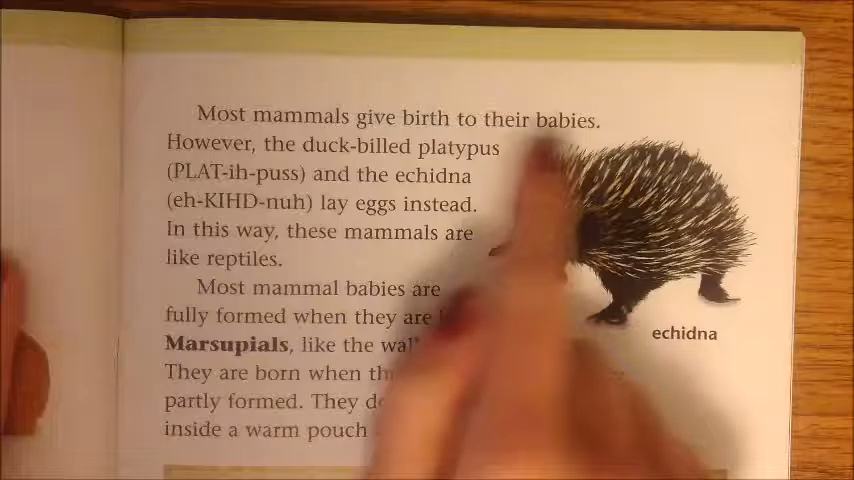 Most mammals give birth to their babies.
However, the duck-billed platypus
(PLAT-ih-puss) and the echidna
(eh-KIHD-nuh) lay eggs instead.
In this way, these mammals are
like reptiles.
Most mammal babies are
fully formed when they are
Marsupials, like the
They are born when
partly formed. They
inside a warm pouch
echidna